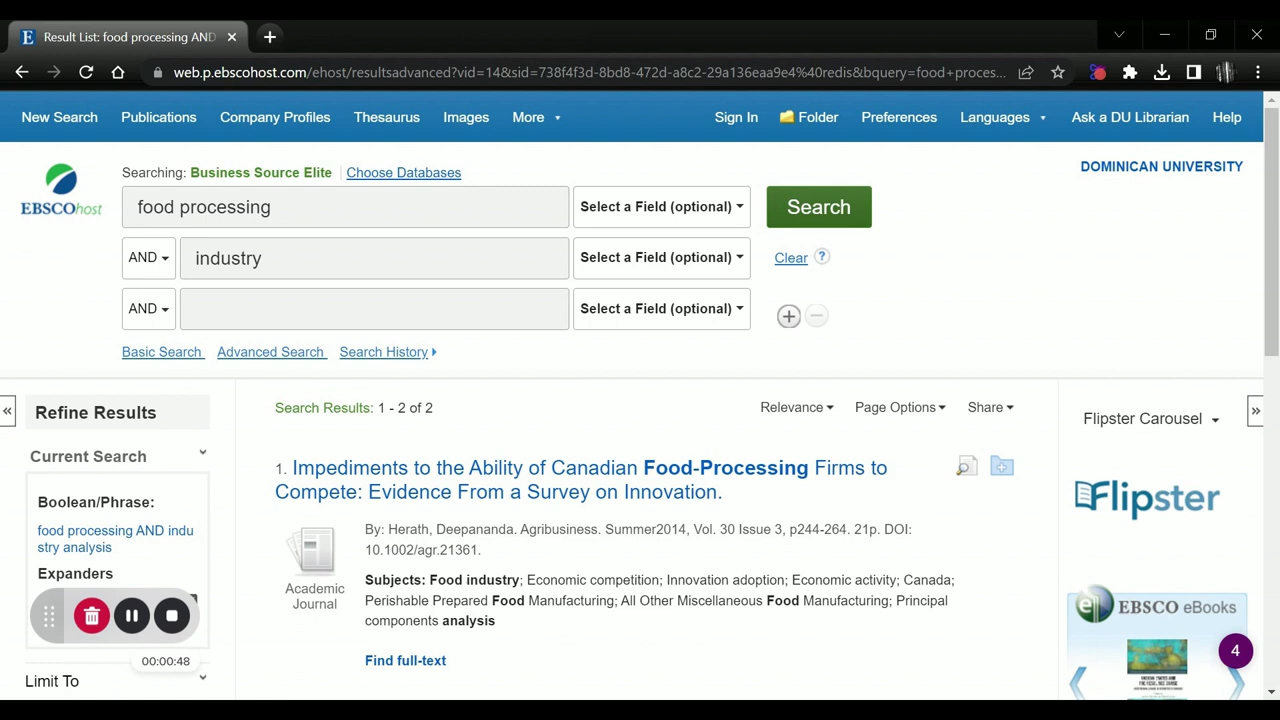 Result List: food processing AND
web.p.ebscohost.com/ehost/resultsadvanced?vid=14&sid=738f4f3d-8bd8-472d-a8c2-29a136eaa9e4%40redis&bquery=food+proces...
New Search Publications Company Profiles Thesaurus Images More Sign In Folder Preferences Languages Ask a DU Librarian Help
Searching: Business Source Elite Choose Databases
DOMINICAN UNIVERSITY
EBSCOhost
food processing Select a Field (optional) Search
AND industry Select a Field (optional) Clear ?
AND Select a Field (optional)
Basic Search Advanced Search Search History
Refine Results
Current Search
Boolean/Phrase:
food processing AND indu
stry analysis
Expanders
00:00:48
Limit To
Search Results: 1 - 2 of 2 Relevance Page Options Share
1. Impediments to the Ability of Canadian Food-Processing Firms to
Compete: Evidence From a Survey on Innovation.
Academic
Journal
By: Herath, Deepananda. Agribusiness. Summer2014, Vol. 30 Issue 3, p244-264. 21p. DOI:
10.1002/agr.21361.
Subjects: Food industry; Economic competition; Innovation adoption; Economic activity; Canada;
Perishable Prepared Food Manufacturing; All Other Miscellaneous Food Manufacturing; Principal
components analysis
Find full-text
Flipster Carousel
Flipster
EBSCO eBooks
4